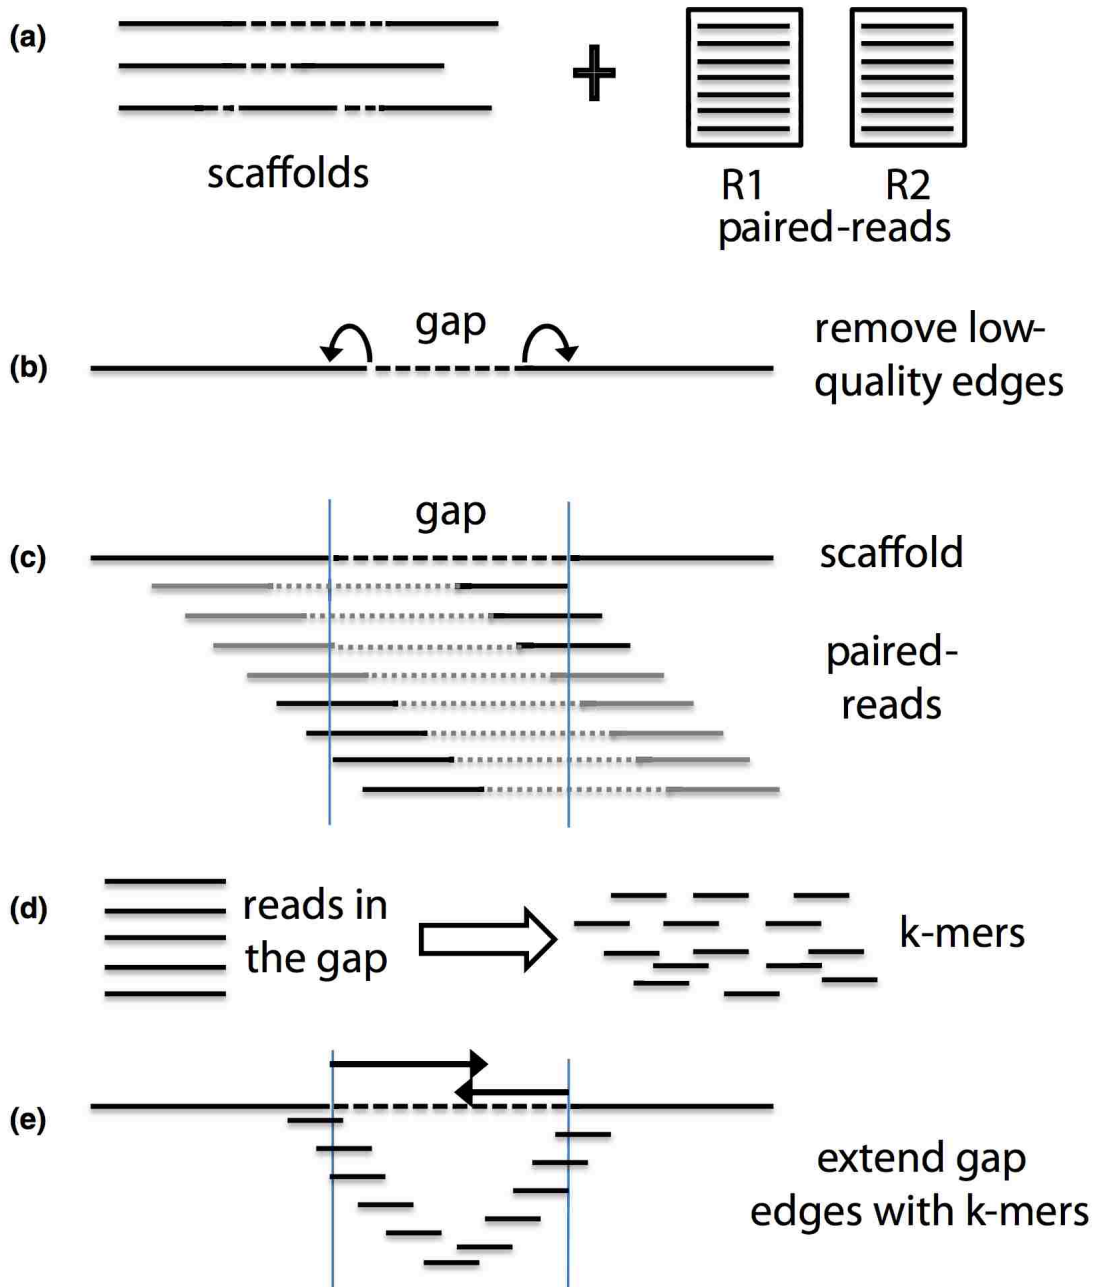 (a)
scaffolds
R1
R2
paired-reads
(b)
gap
remove low-
quality edges
(c)
gap
scaffold
paired-
reads
(d)
reads in
the gap
k-mers
(e)
extend gap
edges with k-mers